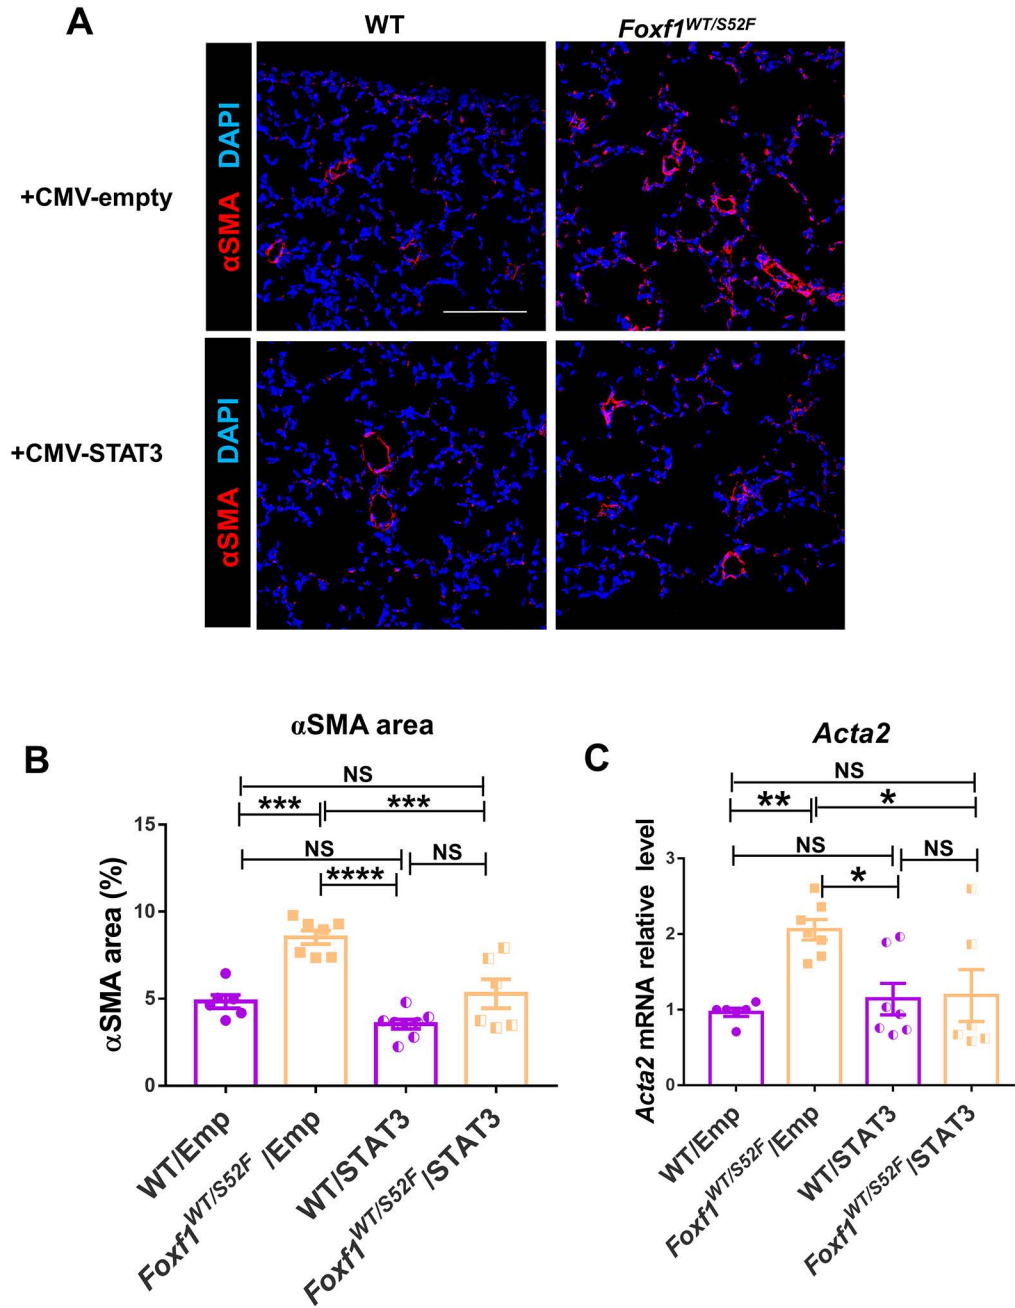 A
WT
Foxf1WT/S52F
+CMV-empty
αSMA DAPI
+CMV-STAT3
αSMA DAPI
B
αSMA area
NS
***
***
NS
NS
****
αSMA area (%)
15
10
5
0
WT/Emp
Foxf1WT/S52F/Emp
WT/STAT3
Foxf1WT/S52F/STAT3
C
Acta2
NS
**
*
NS
NS
*
Acta2 mRNA relative level
3
2
1
0
WT/Emp
Foxf1WT/S52F/Emp
WT/STAT3
Foxf1WT/S52F/STAT3